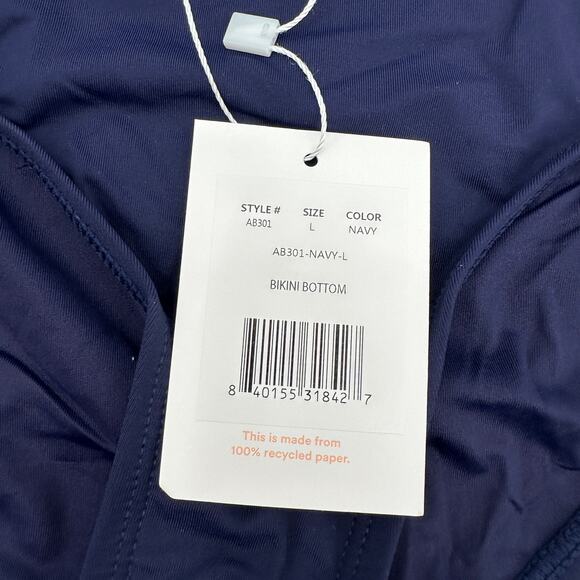 STYLE # SIZE COLOR
AB301 L NAVY
AB301-NAVY-L
BIKINI BOTTOM
8 40155 31842 7
This is made from
100% recycled paper.